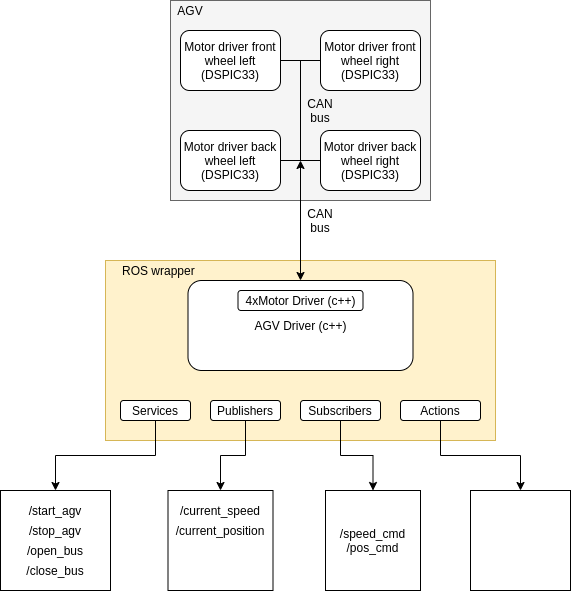 AGV
Motor driver front
wheel left
(DSPIC33)
Motor driver front
wheel right
(DSPIC33)
CAN
bus
Motor driver back
wheel left
(DSPIC33)
Motor driver back
wheel right
(DSPIC33)
CAN
bus
ROS wrapper
4xMotor Driver (c++)
AGV Driver (c++)
Services
Publishers
Subscribers
Actions
/start_agv
/stop_agv
/open_bus
/close_bus
/current_speed
/current_position
/speed_cmd
/pos_cmd